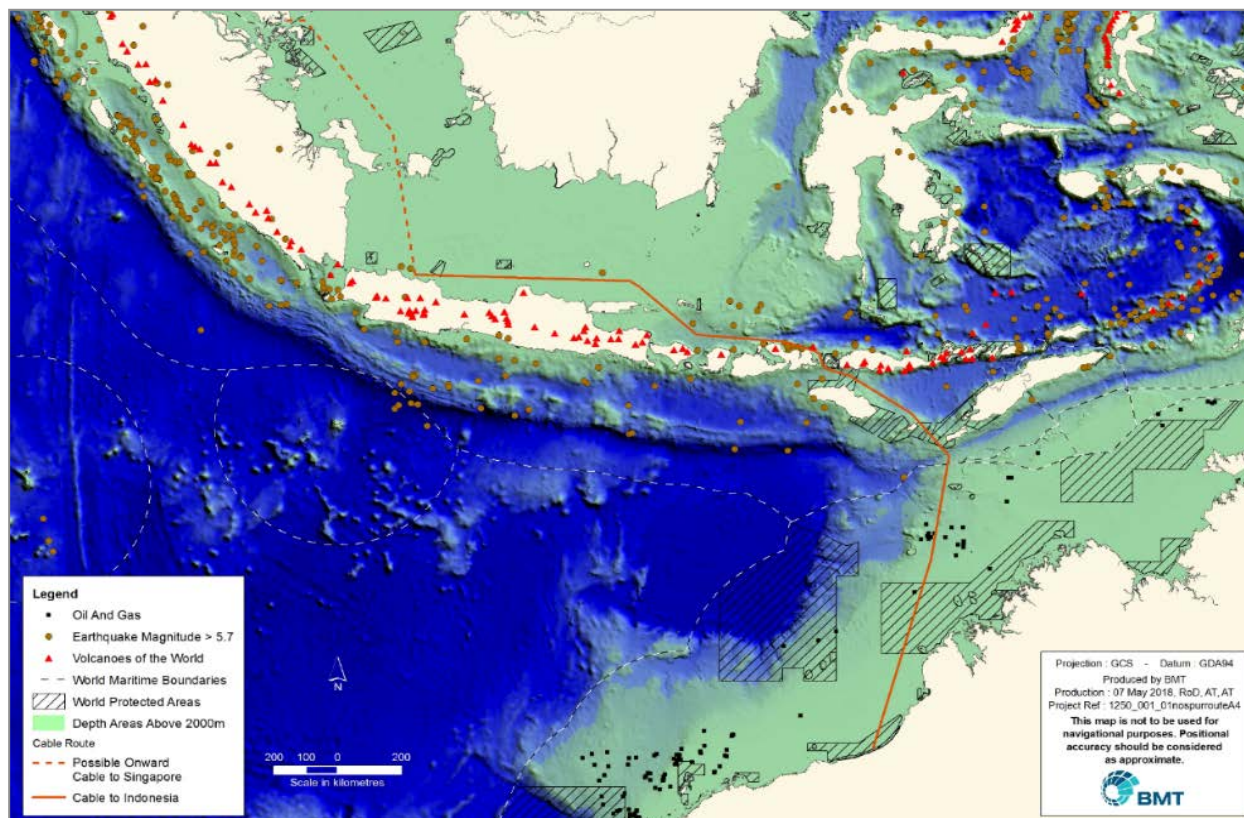 N
200 100 0 200
Scale in kilometres
Legend
Oil And Gas
Earthquake Magnitude > 5.7
Volcanoes of the World
World Maritime Boundaries
World Protected Areas
Depth Areas Above 2000m
Cable Route
Possible Onward
Cable to Singapore
Cable to Indonesia
Projection : GCS - Datum : GDA94
Produced by BMT
Production : 07 May 2018, RoD, AT, AT
Project Ref : 1250_001_01nospurrouteA4
This map is not to be used for
navigational purposes. Positional
accuracy should be considered
as approximate.
BMT